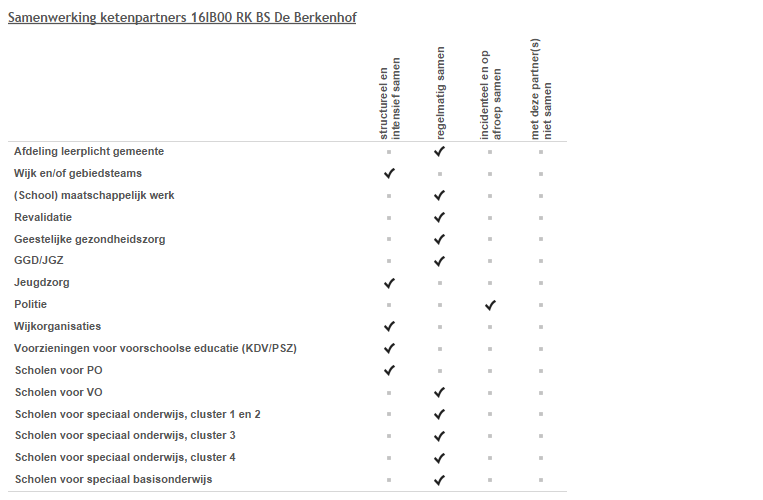 Samenwerking ketenpartners 16IB00 RK BS De Berkenhof
structureel en
intensief samen
regelmatig samen
incidenteel en op
afroep samen
met deze partner(s)
niet samen
Afdeling leerplicht gemeente
Wijk en/of gebiedsteams
(School) maatschappelijk werk
Revalidatie
Geestelijke gezondheidszorg
GGD/JGZ
Jeugdzorg
Politie
Wijkorganisaties
Voorzieningen voor voorschoolse educatie (KDV/PSZ)
Scholen voor PO
Scholen voor VO
Scholen voor speciaal onderwijs, cluster 1 en 2
Scholen voor speciaal onderwijs, cluster 3
Scholen voor speciaal onderwijs, cluster 4
Scholen voor speciaal basisonderwijs